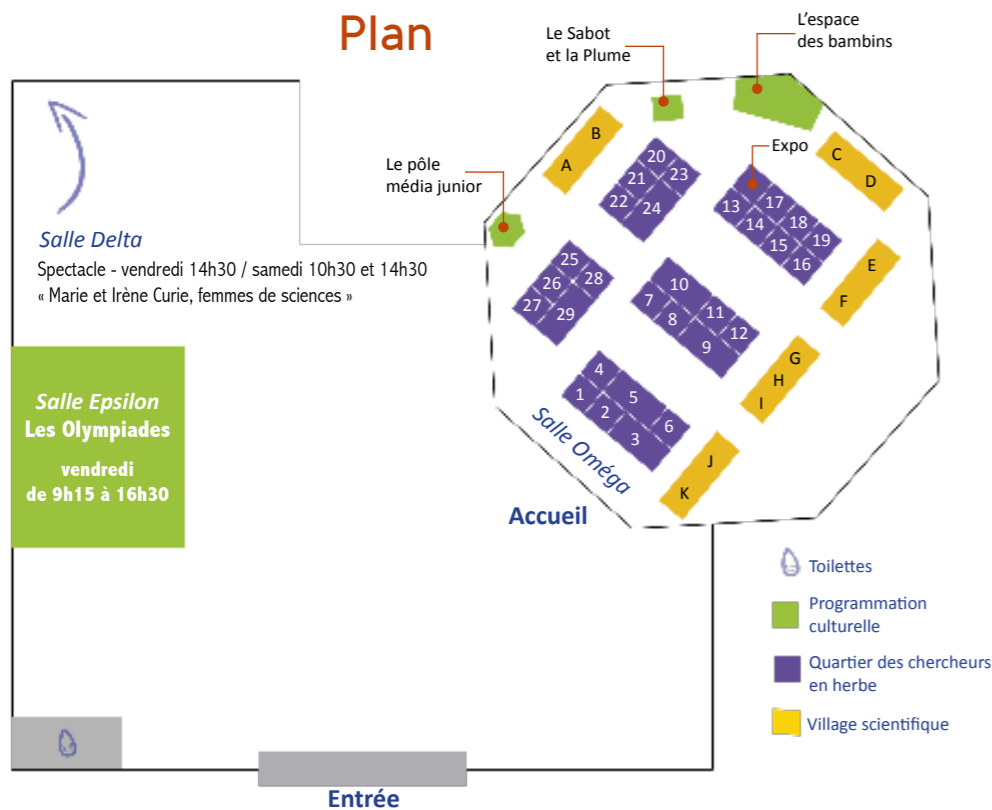 Plan
Le Sabot
et la Plume
L'espace
des bambins
Le pôle
média junior
Expo
Salle Delta
Spectacle - vendredi 14h30 / samedi 10h30 et 14h30
« Marie et Irène Curie, femmes de sciences »
Salle Epsilon
Les Olympiades
vendredi
de 9h15 à 16h30
B
A
C
D
E
F
G
H
I
J
K
20
21
23
22
24
17
13
18
14
19
15
16
25
28
26
27
29
10
7
11
8
12
9
4
1
5
2
6
3
Salle Oméga
Accueil
Toilettes
Programmation
culturelle
Quartier des chercheurs
en herbe
Village scientifique
Entrée